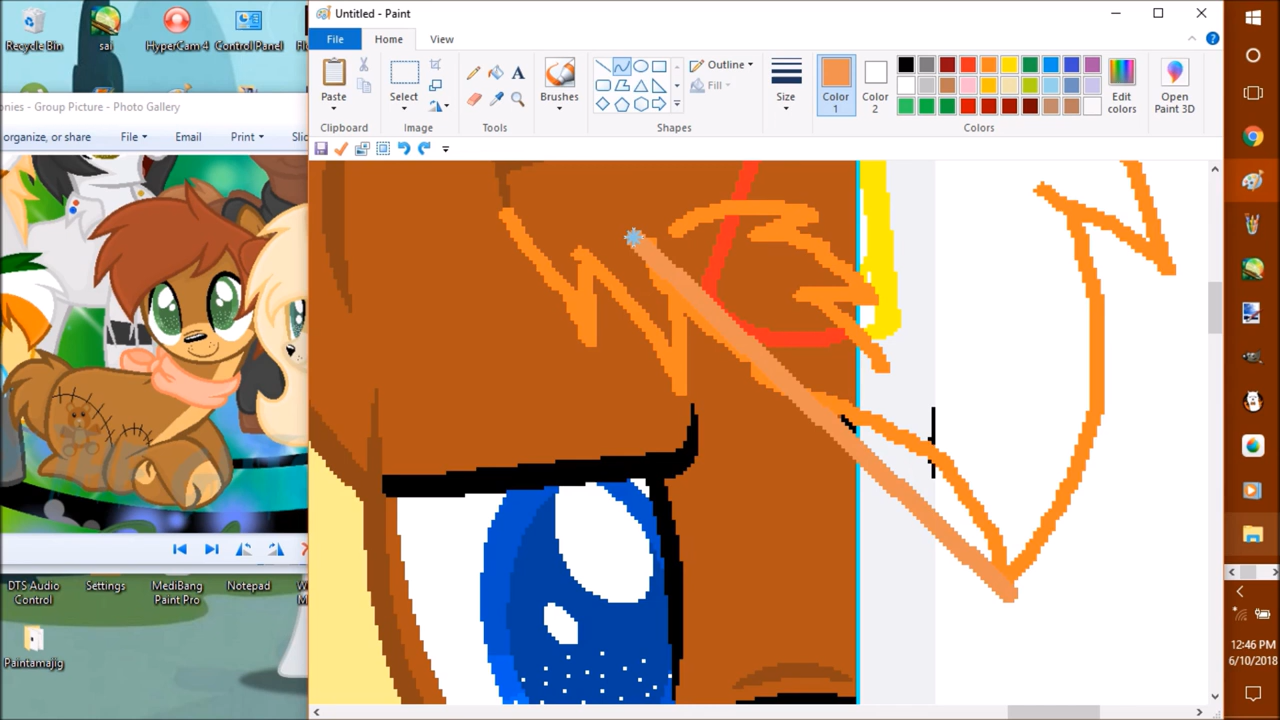 Recycle Bin
sai
HyperCam 4
Control Panel
onies - Group Picture - Photo Gallery
organize, or share
File
Email
Print
Untitled - Paint
File
Home
View
Paste
Select
Brushes
Size
Color
1
Color
2
Edit
colors
Open
Paint 3D
Outline
Fill
Clipboard
Image
Tools
Shapes
Colors
DTS Audio
Control
Settings
MediBang
Paint Pro
Notepad
Paintamajig
12:46 PM
6/10/2018